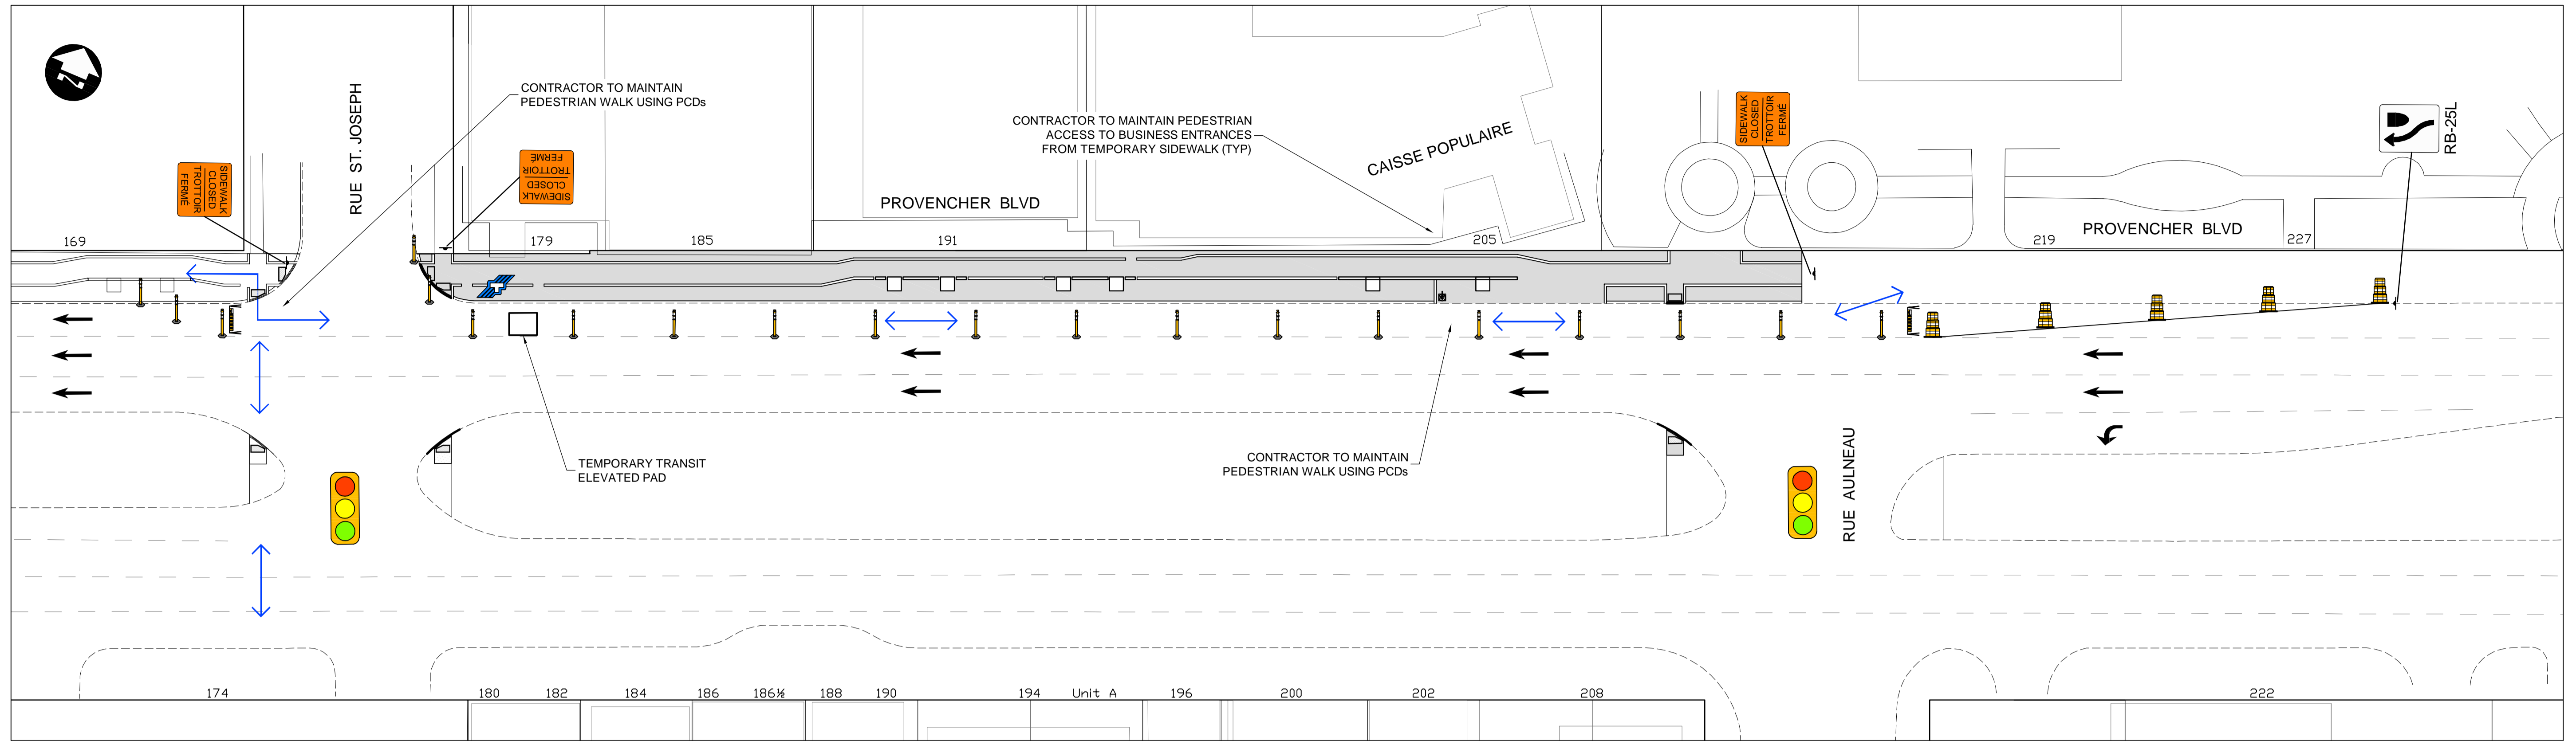 RUE ST. JOSEPH
CONTRACTOR TO MAINTAIN
PEDESTRIAN WALK USING PCDs
SIDEWALK
CLOSED
TROTTOIR
FERMÉ
SIDEWALK
CLOSED
TROTTOIR
FERMÉ
CONTRACTOR TO MAINTAIN PEDESTRIAN
ACCESS TO BUSINESS ENTRANCES
FROM TEMPORARY SIDEWALK (TYP)
CAISSE POPULAIRE
SIDEWALK
CLOSED
TROTTOIR
FERMÉ
RB-25L
PROVENCHER BLVD
PROVENCHER BLVD
169
179
185
191
205
219
227
TEMPORARY TRANSIT
ELEVATED PAD
CONTRACTOR TO MAINTAIN
PEDESTRIAN WALK USING PCDs
RUE AULNEAU
174
180
182
184
186
186½
188
190
194
Unit A
196
200
202
208
222